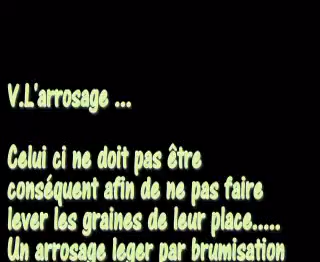 V.L'arrosage ...
Celui ci ne doit pas être
conséquent afin de ne pas faire
lever les graines de leur place.....
Un arrosage leger par brumisation